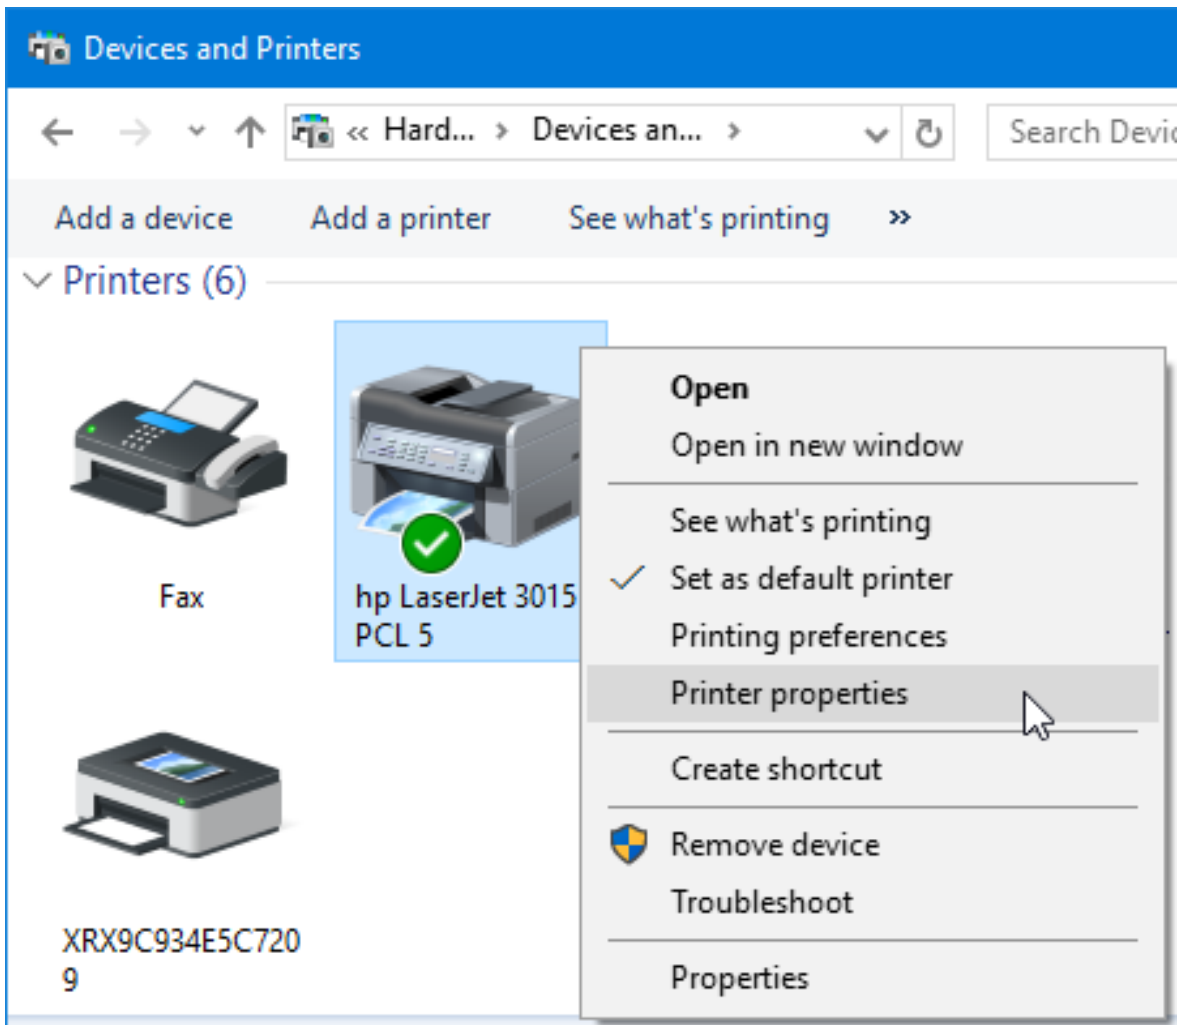 Devices and Printers
« Hard... › Devices an... ›
Search Devic
Add a device Add a printer See what's printing »
Printers (6)
Fax
hp LaserJet 3015
PCL 5
XRX9C934E5C720
9
Open
Open in new window
See what's printing
Set as default printer
Printing preferences
Printer properties
Create shortcut
Remove device
Troubleshoot
Properties